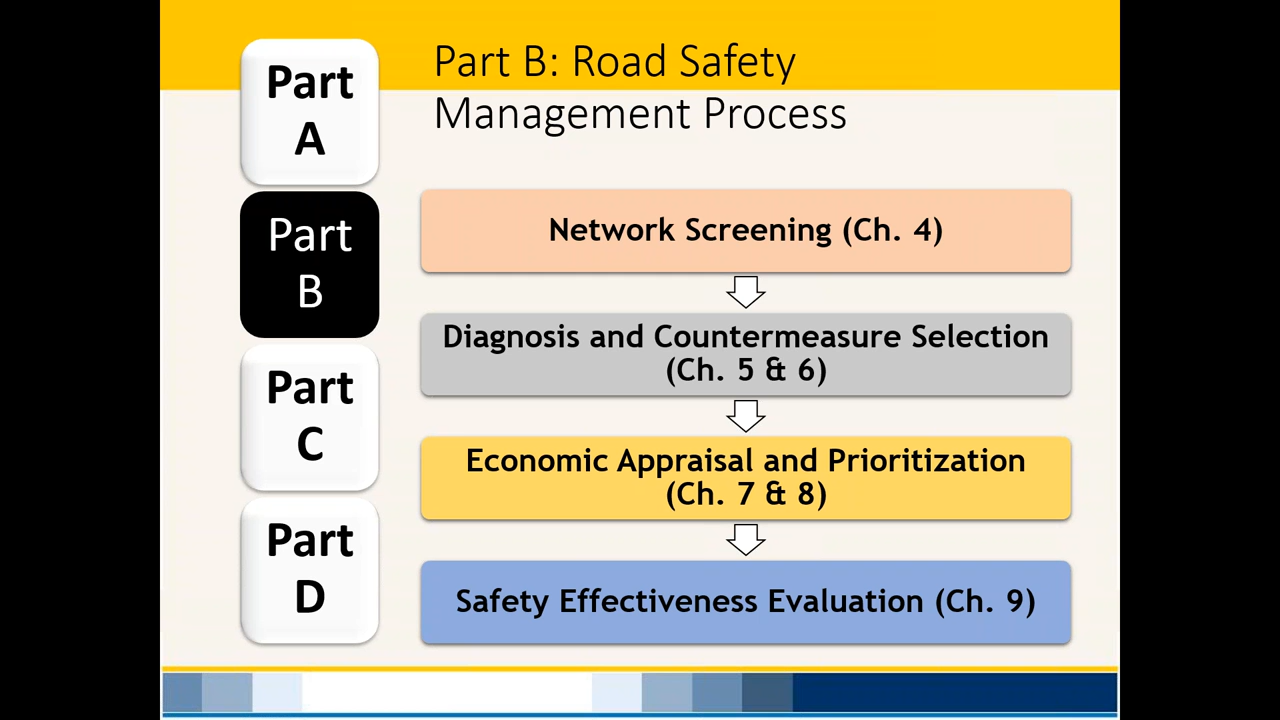 Part B: Road Safety
Management Process
Part
A
Part
B
Part
C
Part
D
Network Screening (Ch. 4)
Diagnosis and Countermeasure Selection
(Ch. 5 & 6)
Economic Appraisal and Prioritization
(Ch. 7 & 8)
Safety Effectiveness Evaluation (Ch. 9)